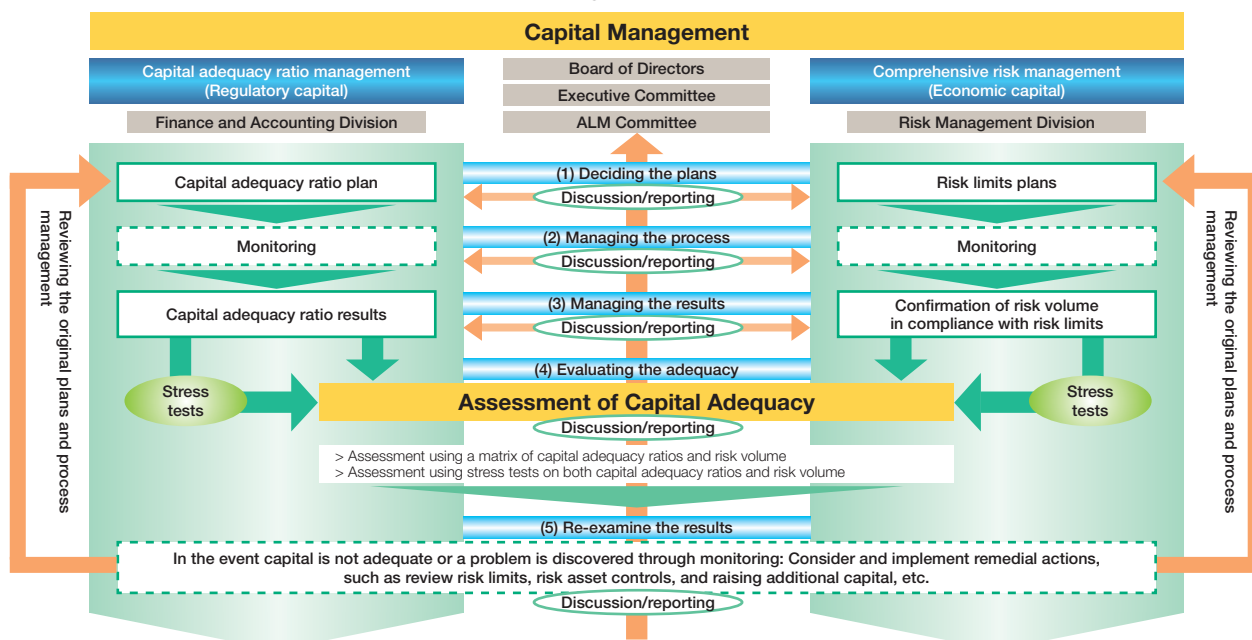 Capital Management
Capital adequacy ratio management
(Regulatory capital)
Board of Directors
Executive Committee
ALM Committee
Comprehensive risk management
(Economic capital)
Finance and Accounting Division
Risk Management Division
(1) Deciding the plans
Capital adequacy ratio plan
Discussion/reporting
Risk limits plans
(2) Managing the process
Monitoring
Discussion/reporting
Monitoring
(3) Managing the results
Capital adequacy ratio results
Discussion/reporting
Confirmation of risk volume
in compliance with risk limits
(4) Evaluating the adequacy
Stress
tests
Assessment of Capital Adequacy
Stress
tests
Discussion/reporting
> Assessment using a matrix of capital adequacy ratios and risk volume
> Assessment using stress tests on both capital adequacy ratios and risk volume
(5) Re-examine the results
In the event capital is not adequate or a problem is discovered through monitoring: Consider and implement remedial actions,
such as review risk limits, risk asset controls, and raising additional capital, etc.
Discussion/reporting
Reviewing the original plans and process
management
Reviewing the original plans and process
management